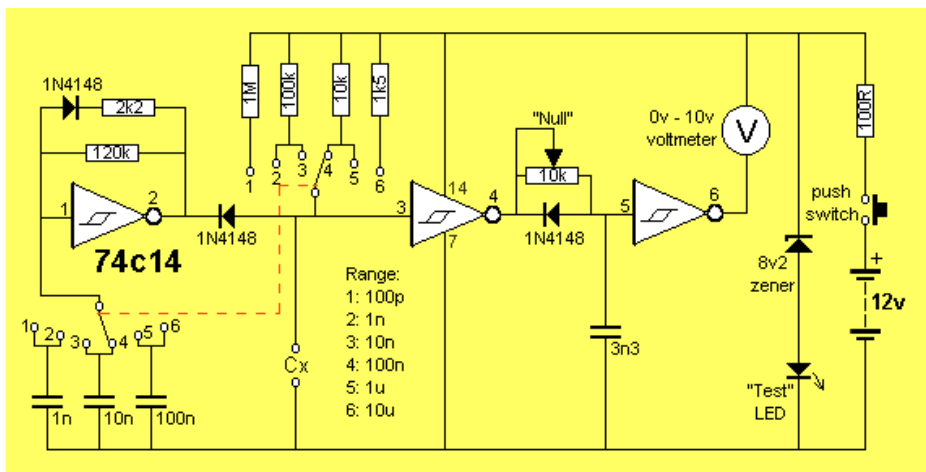 1N4148
2k2
120k
1
2
74c14
1N4148
1M
100k
10k
1k5
1
2
3
4
5
6
3
14
4
7
"Null"
10k
1N4148
5
6
0v - 10v
voltmeter
V
100R
push
switch
8v2
zener
+
12v
Range:
1: 100p
2: 1n
3: 10n
4: 100n
5: 1u
6: 10u
Cx
3n3
"Test"
LED
1
2
3
4
5
6
1n
10n
100n